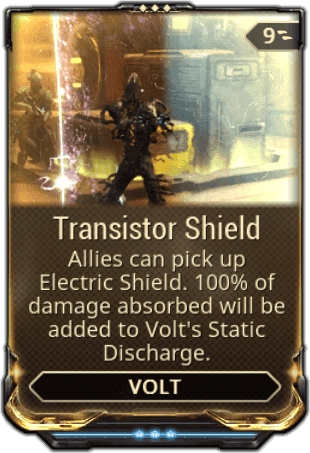 9
Transistor Shield
Allies can pick up
Electric Shield. 100% of
damage absorbed will be
added to Volt's Static
Discharge.
VOLT